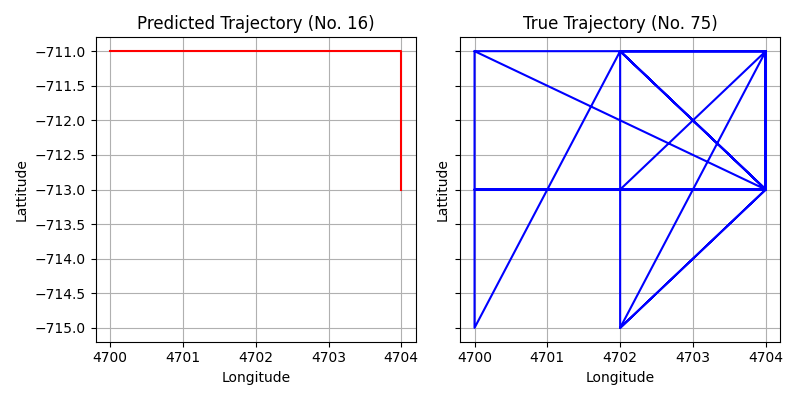 Predicted Trajectory (No. 16)
True Trajectory (No. 75)
−711.0
−711.5
−712.0
−712.5
−713.0
−713.5
−714.0
−714.5
−715.0
Lattitude
Lattitude
4700 4701 4702 4703 4704
4700 4701 4702 4703 4704
Longitude
Longitude